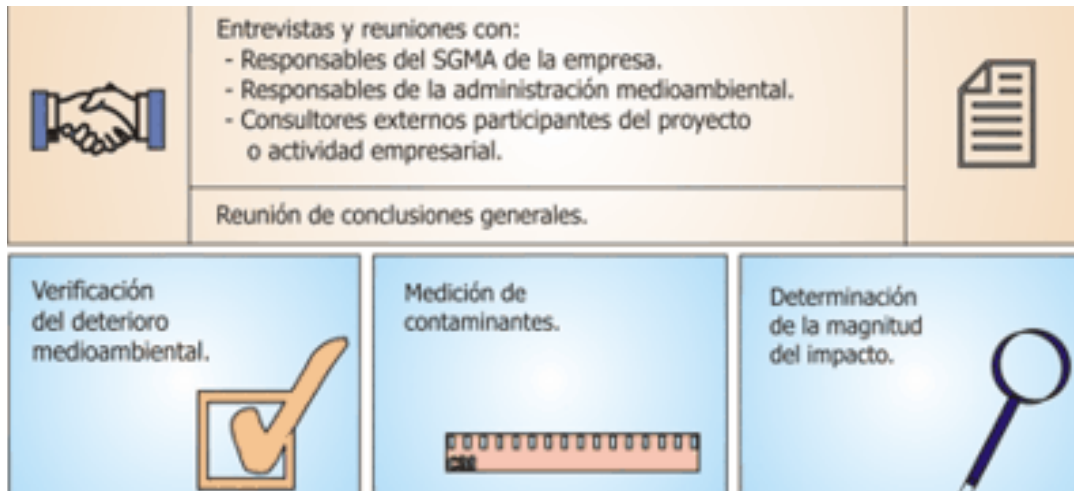 Entrevistas y reuniones con:
- Responsables del SGMA de la empresa.
- Responsables de la administración medioambiental.
- Consultores externos participantes del proyecto
o actividad empresarial.
Reunión de conclusiones generales.
Verificación
del deterioro
medioambiental.
Medición de
contaminantes.
Determinación
de la magnitud
del impacto.